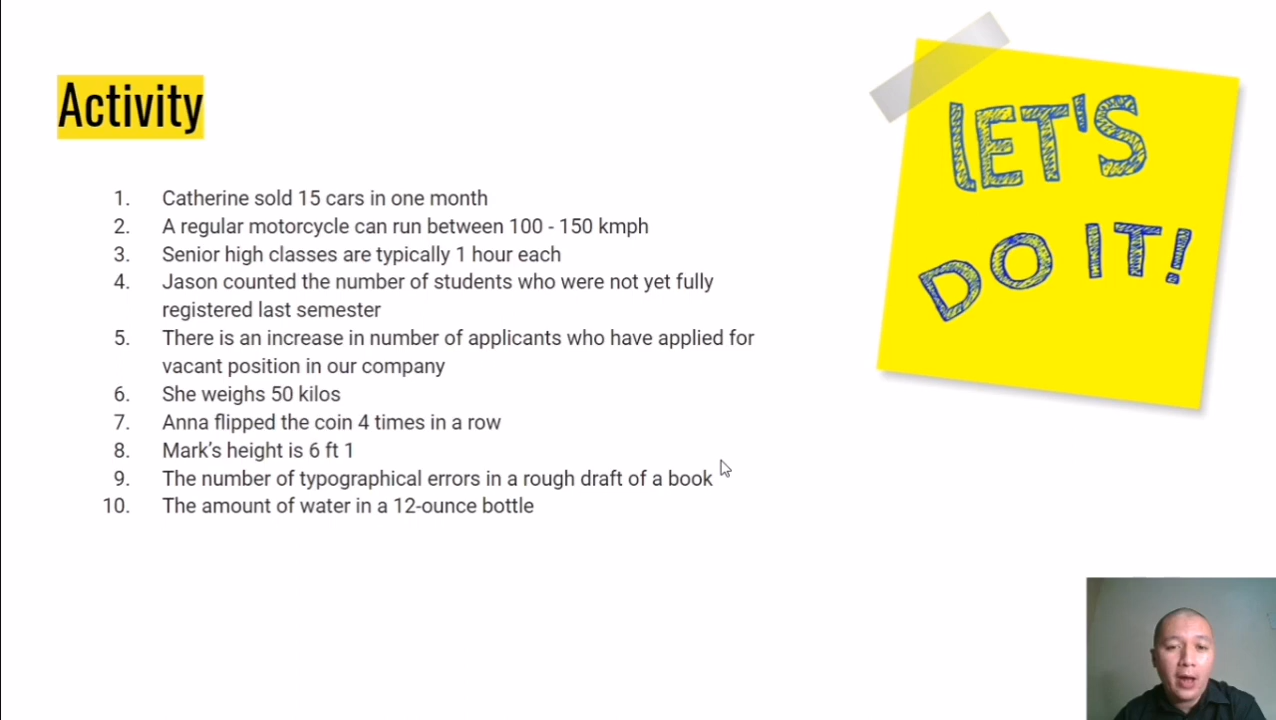 Activity
LET'S
DO IT!
1. Catherine sold 15 cars in one month
2. A regular motorcycle can run between 100 - 150 kmph
3. Senior high classes are typically 1 hour each
4. Jason counted the number of students who were not yet fully
registered last semester
5. There is an increase in number of applicants who have applied for
vacant position in our company
6. She weighs 50 kilos
7. Anna flipped the coin 4 times in a row
8. Mark's height is 6 ft 1
9. The number of typographical errors in a rough draft of a book
10. The amount of water in a 12-ounce bottle